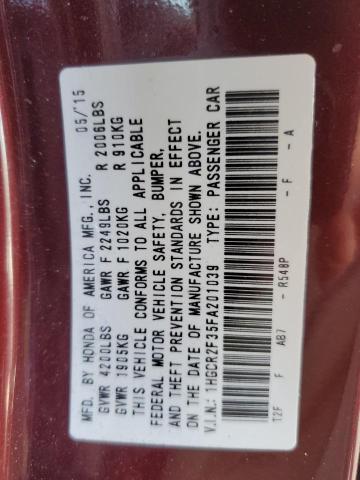 MFD. BY HONDA OF AMERICA MFG., INC. 05/15
GVWR 4200LBS GAWR F 2249LBS R 2006LBS
GVWR 1905KG GAWR F 1020KG R 910KG
THIS VEHICLE CONFORMS TO ALL APPLICABLE
FEDERAL MOTOR VEHICLE SAFETY, BUMPER,
AND THEFT PREVENTION STANDARDS IN EFFECT
ON THE DATE OF MANUFACTURE SHOWN ABOVE.
V.I.N.: 1HGCR2F35FA201039 TYPE: PASSENGER CAR
T2F F AB7 - R548P - F - A